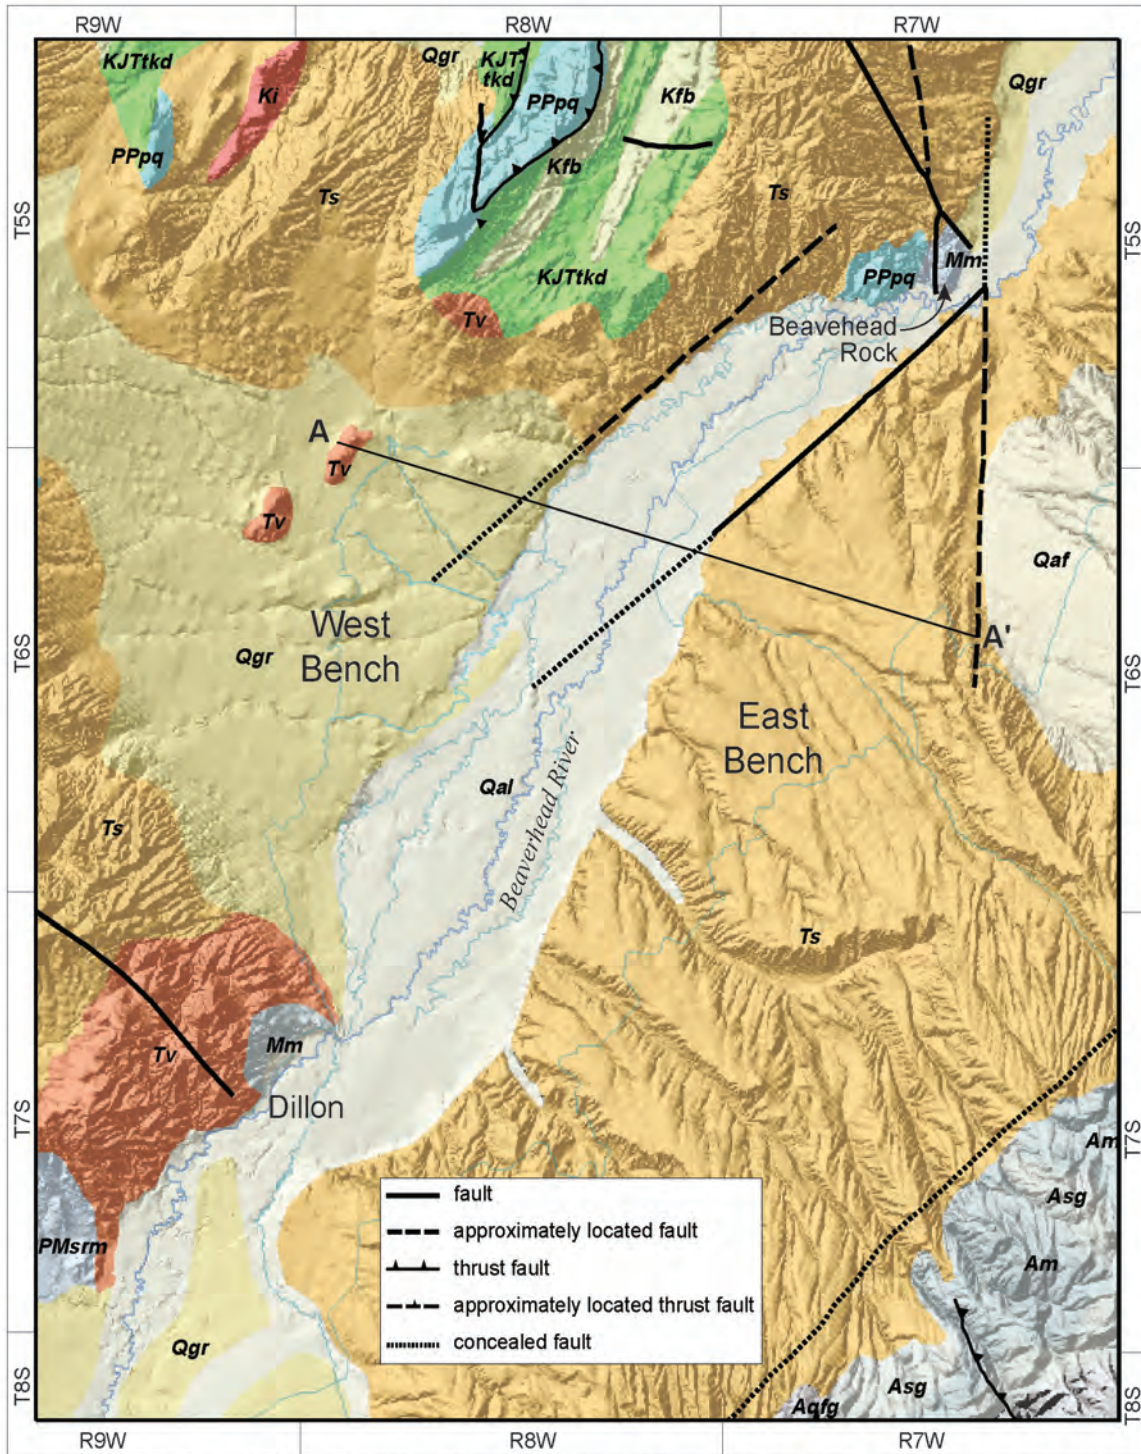 R9W R8W R7W
KJTtkd
Ki
Qgr
KJT-
tkd
PPpq
Kfb
Qgr
PPpq
Kfb
Ts
Ts
T5S
T5S
KJTtkd
PPpq
Mm
Tv
Beavehead
Rock
A
Tv
Tv
Qaf
West
Bench
Qgr
A'
T6S
T6S
East
Bench
Qal
Beaverhead River
Ts
Ts
Tv
Mm
Dillon
T7S
T7S
Am
Asg
Am
PMsrm
fault
approximately located fault
thrust fault
approximately located thrust fault
concealed fault
Qgr
Asg
Aqfg
T8S
T8S
R9W R8W R7W